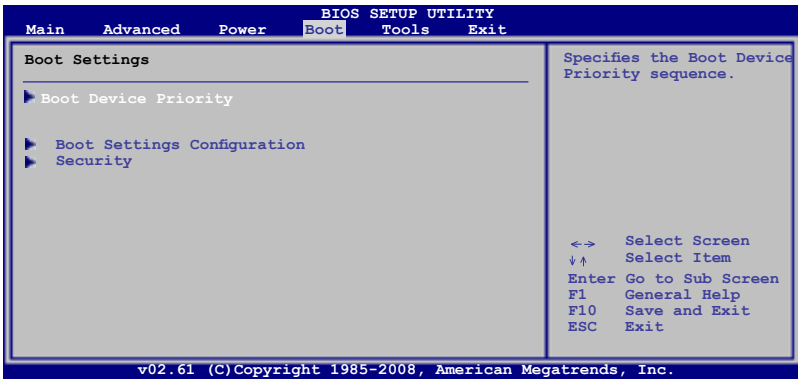 BIOS SETUP UTILITY
Main Advanced Power Boot Tools Exit
Boot Settings
Boot Device Priority
Boot Settings Configuration
Security
Specifies the Boot Device
Priority sequence.
←→ Select Screen
↓↑ Select Item
Enter Go to Sub Screen
F1 General Help
F10 Save and Exit
ESC Exit
v02.61 (C)Copyright 1985-2008, American Megatrends, Inc.